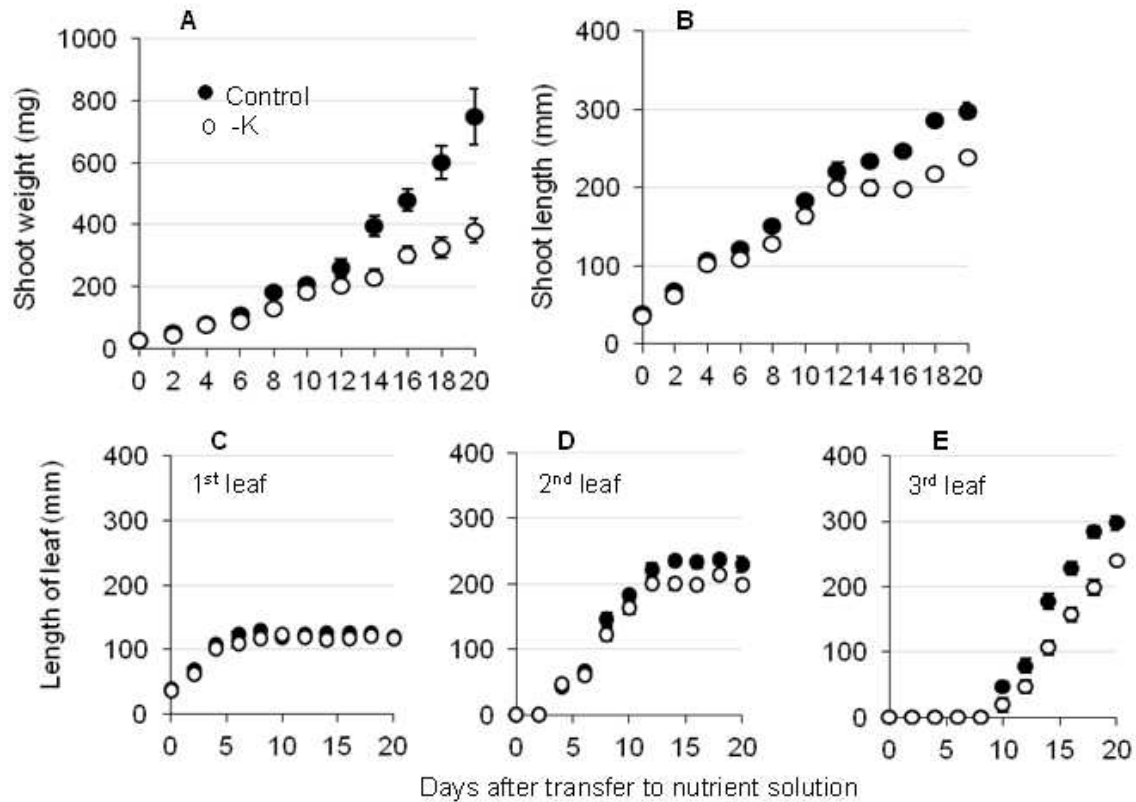 A
Shoot weight (mg)
1000
800
600
400
200
0
Control
-K
0 2 4 6 8 10 12 14 16 18 20
B
Shoot length (mm)
400
300
200
100
0
0 2 4 6 8 10 12 14 16 18 20
C
Length of leaf (mm)
400
300
200
100
0
1st leaf
0 5 10 15 20
D
400
300
200
100
0
2nd leaf
0 5 10 15 20
E
400
300
200
100
0
3rd leaf
0 5 10 15 20
Days after transfer to nutrient solution